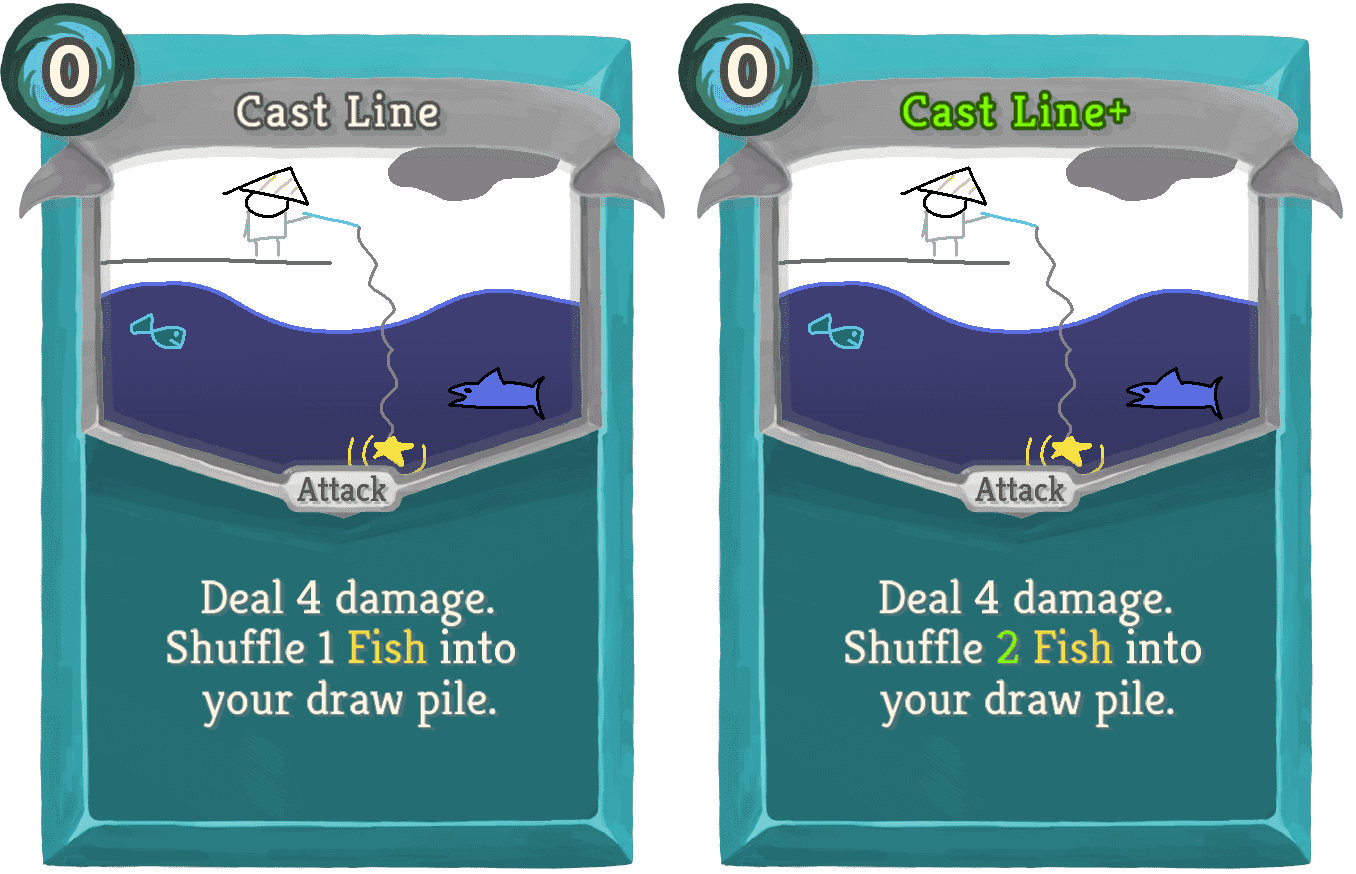 0
Cast Line
Attack
Deal 4 damage.
Shuffle 1 Fish into
your draw pile.
0
Cast Line+
Attack
Deal 4 damage.
Shuffle 2 Fish into
your draw pile.